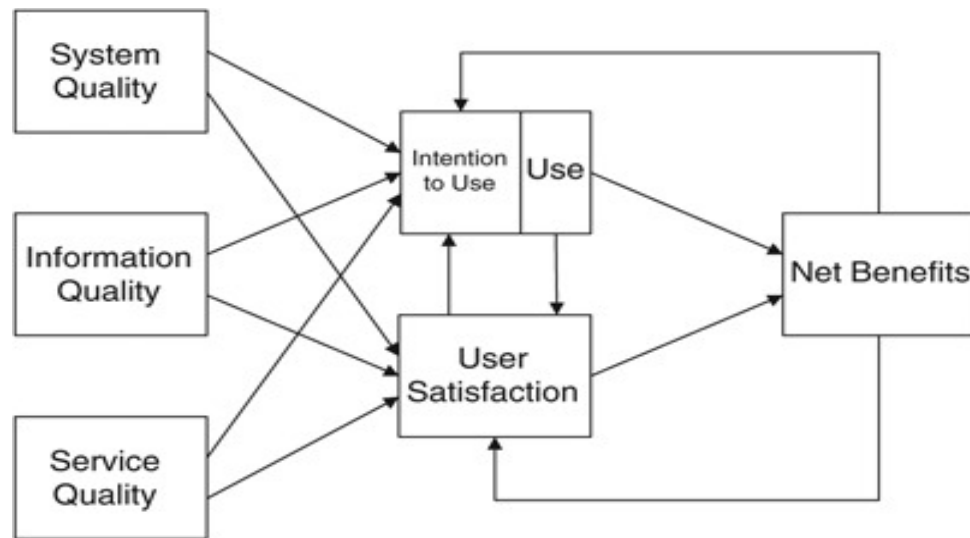 System
Quality
Intention
to Use
Use
Information
Quality
Net Benefits
User
Satisfaction
Service
Quality